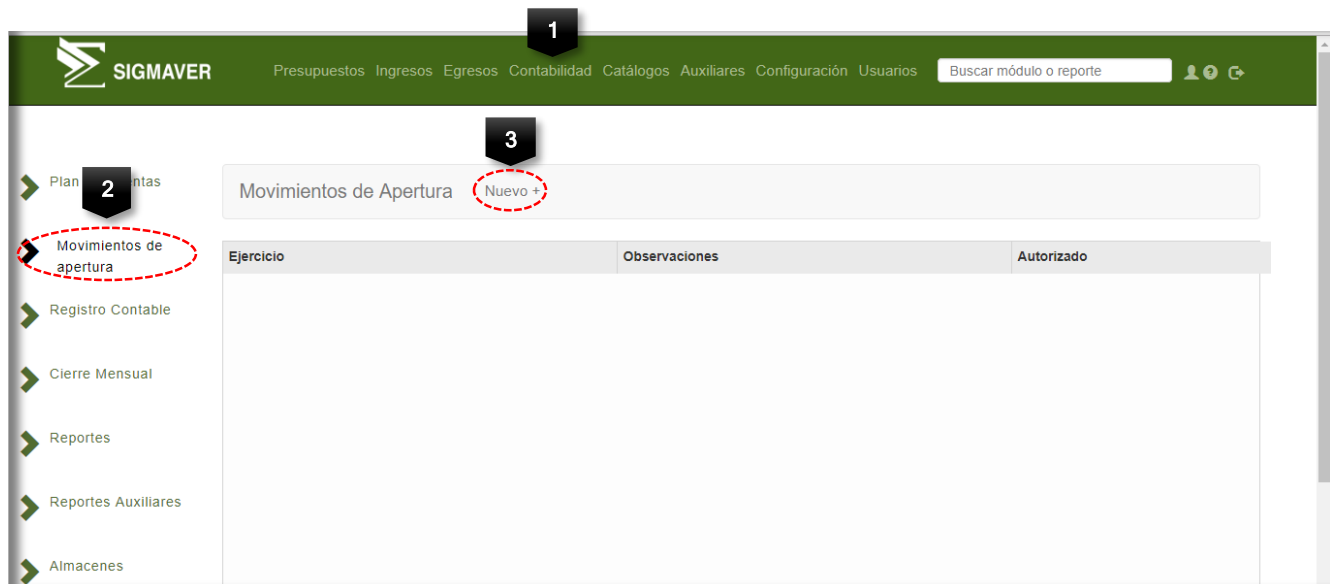 1
SIGMAVER
Presupuestos Ingresos Egresos Contabilidad Catálogos Auxiliares Configuración Usuarios Buscar módulo o reporte
3
Plan ntas
2
Movimientos de Apertura Nuevo +
Movimientos de
apertura
Ejercicio Observaciones Autorizado
Registro Contable
Cierre Mensual
Reportes
Reportes Auxiliares
Almacenes